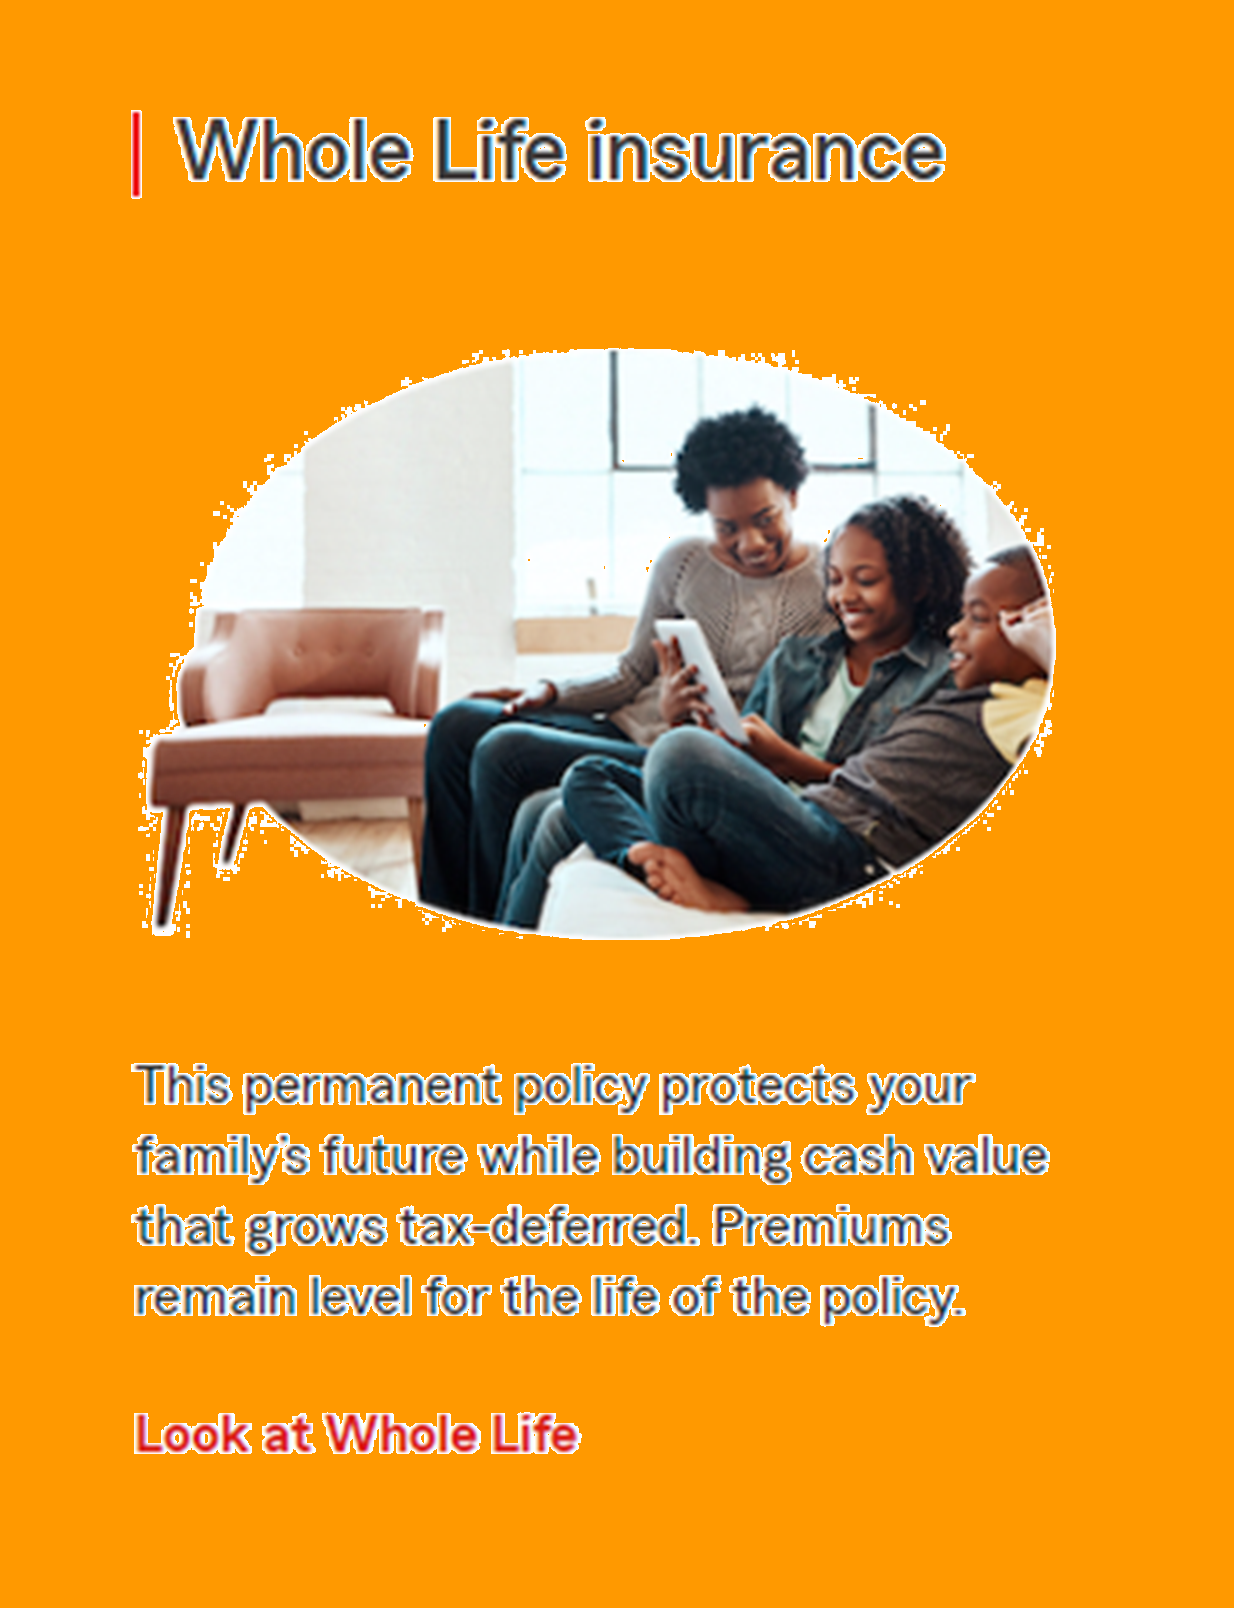 Whole Life insurance
This permanent policy protects your
family's future while building cash value
that grows tax-deferred. Premiums
remain level for the life of the policy.
Look at Whole Life